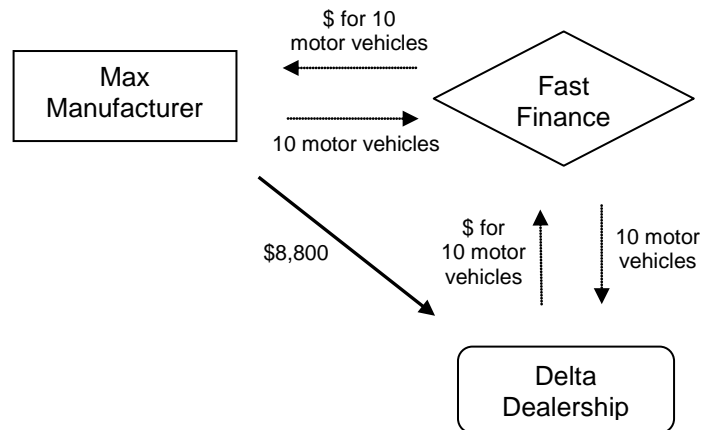 $ for 10
motor vehicles
Max
Manufacturer
Fast
Finance
10 motor vehicles
$8,800
$ for
10 motor
vehicles
10 motor
vehicles
Delta
Dealership